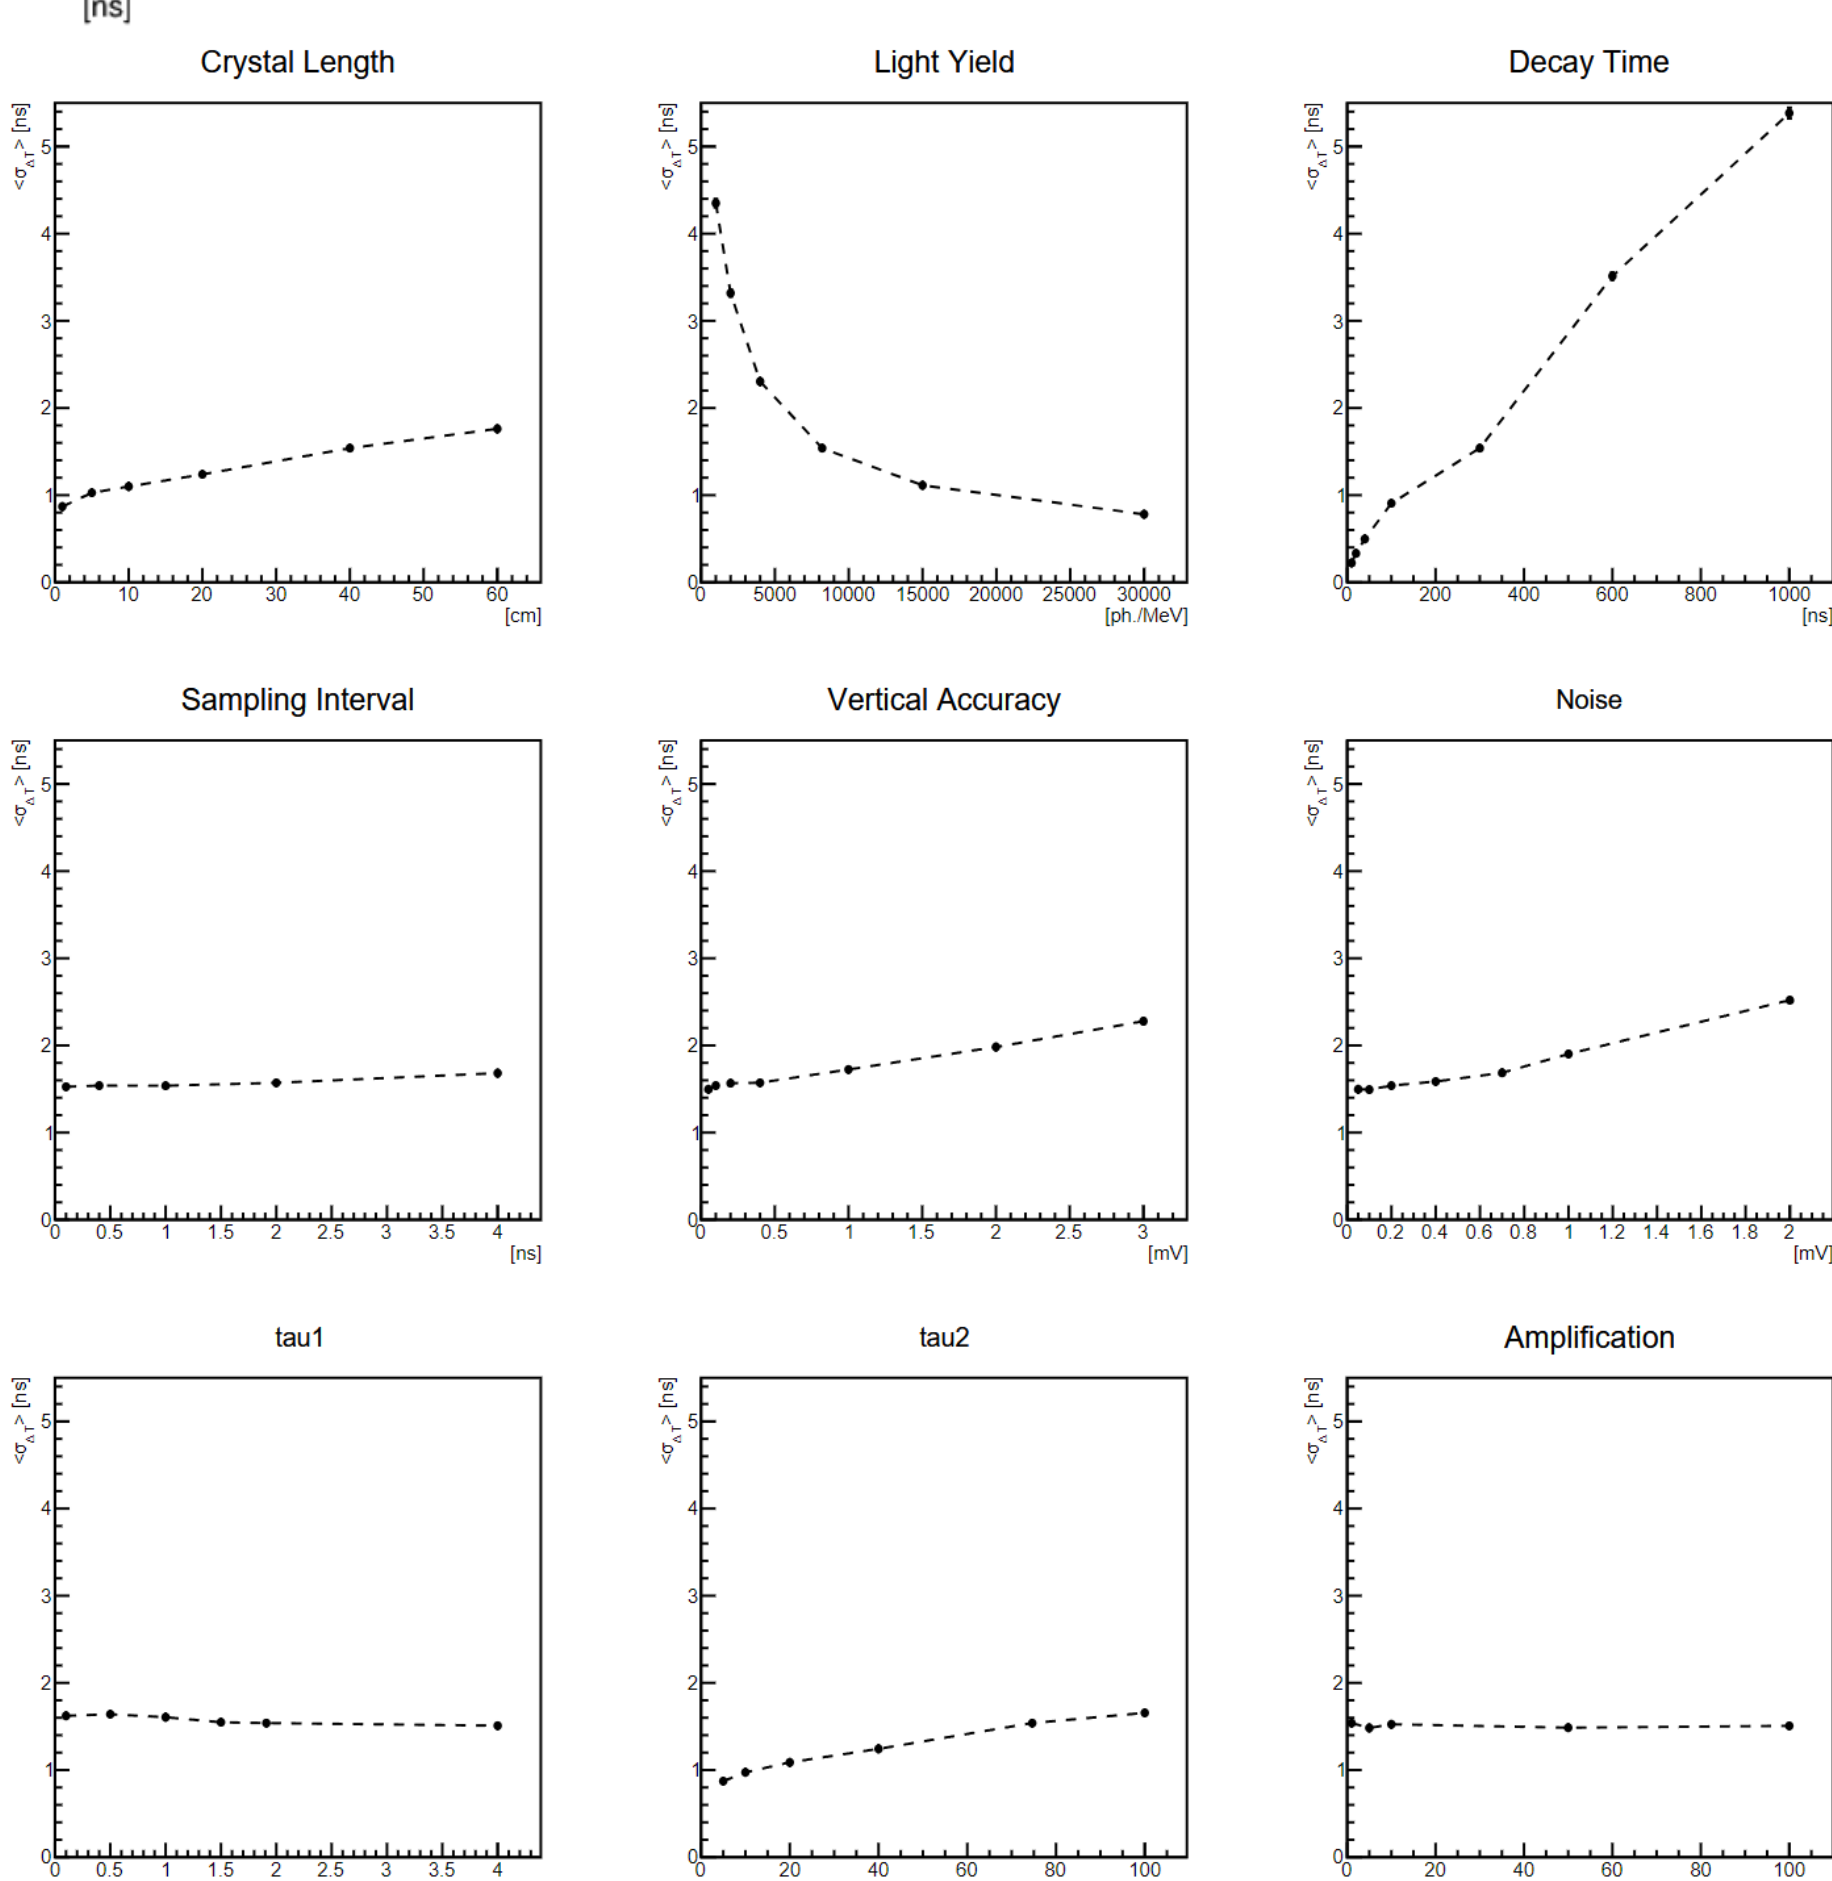 [ns]
Crystal Length
<σ_ΔT> [ns]
5
4
3
2
1
0
0 10 20 30 40 50 60
[cm]
Light Yield
<σ_ΔT> [ns]
5
4
3
2
1
0
0 5000 10000 15000 20000 25000 30000
[ph./MeV]
Decay Time
<σ_ΔT> [ns]
5
4
3
2
1
0
0 200 400 600 800 1000
[ns]
Sampling Interval
<σ_ΔT> [ns]
5
4
3
2
1
0
0 0.5 1 1.5 2 2.5 3 3.5 4
[ns]
Vertical Accuracy
<σ_ΔT> [ns]
5
4
3
2
1
0
0 0.5 1 1.5 2 2.5 3
[mV]
Noise
<σ_ΔT> [ns]
5
4
3
2
1
0
0 0.2 0.4 0.6 0.8 1 1.2 1.4 1.6 1.8 2
[mV]
tau1
<σ_ΔT> [ns]
5
4
3
2
1
0
0 0.5 1 1.5 2 2.5 3 3.5 4
tau2
<σ_ΔT> [ns]
5
4
3
2
1
0
0 20 40 60 80 100
Amplification
<σ_ΔT> [ns]
5
4
3
2
1
0
0 20 40 60 80 100